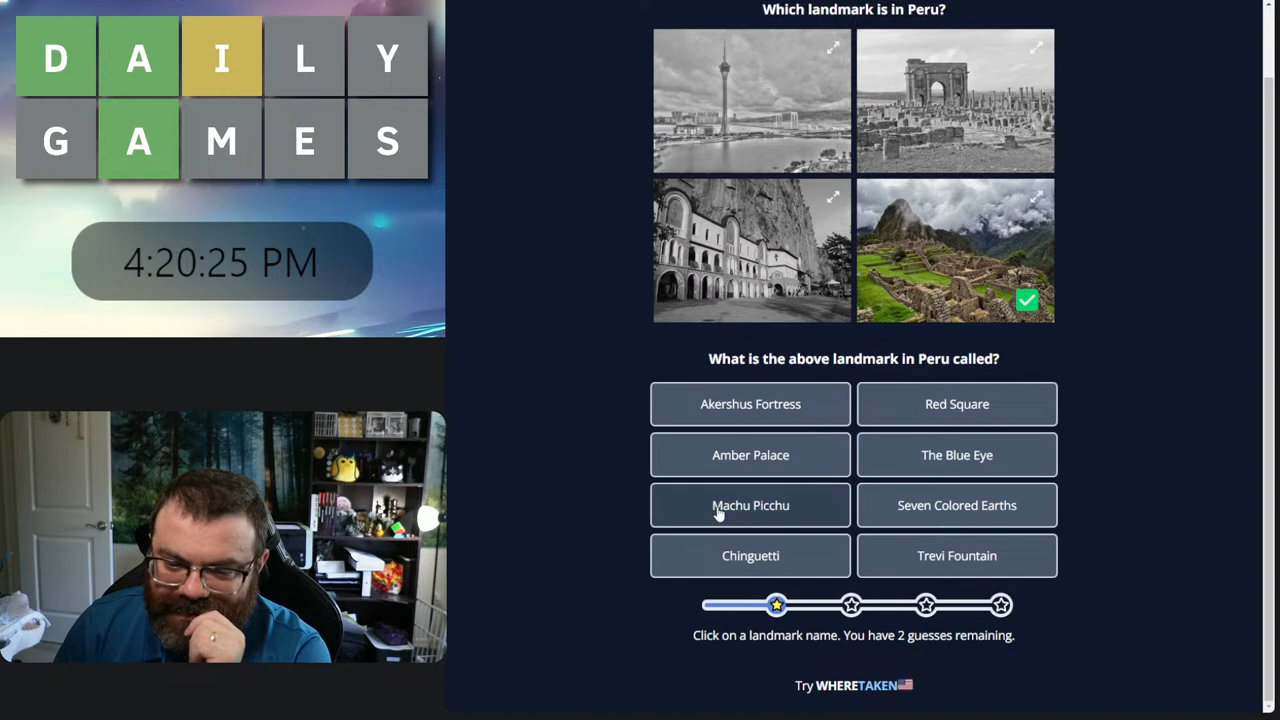 DAILY
GAMES
4:20:25 PM
Which landmark is in Peru?
What is the above landmark in Peru called?
Akershus Fortress
Red Square
Amber Palace
The Blue Eye
Machu Picchu
Seven Colored Earths
Chinguetti
Trevi Fountain
Click on a landmark name. You have 2 guesses remaining.
Try WHERETAKEN